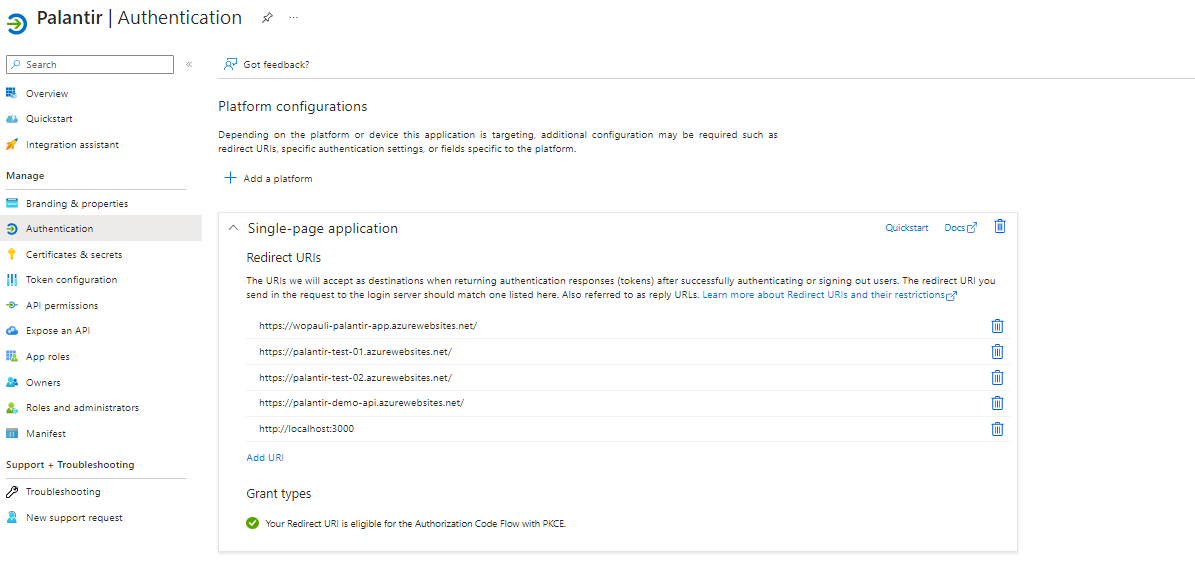 Palantir | Authentication
Search
Got feedback?
Overview
Quickstart
Integration assistant
Manage
Branding & properties
Authentication
Certificates & secrets
Token configuration
API permissions
Expose an API
App roles
Owners
Roles and administrators
Manifest
Support + Troubleshooting
Troubleshooting
New support request
Platform configurations
Depending on the platform or device this application is targeting, additional configuration may be required such as
redirect URIs, specific authentication settings, or fields specific to the platform.
Add a platform
Single-page application
Quickstart
Docs
Redirect URIs
The URIs we will accept as destinations when returning authentication responses (tokens) after successfully authenticating or signing out users. The redirect URI you
send in the request to the login server should match one listed here. Also referred to as reply URLs. Learn more about Redirect URIs and their restrictions
https://wopauli-palantir-app.azurewebsites.net/
https://palantir-test-01.azurewebsites.net/
https://palantir-test-02.azurewebsites.net/
https://palantir-demo-api.azurewebsites.net/
http://localhost:3000
Add URI
Grant types
Your Redirect URI is eligible for the Authorization Code Flow with PKCE.